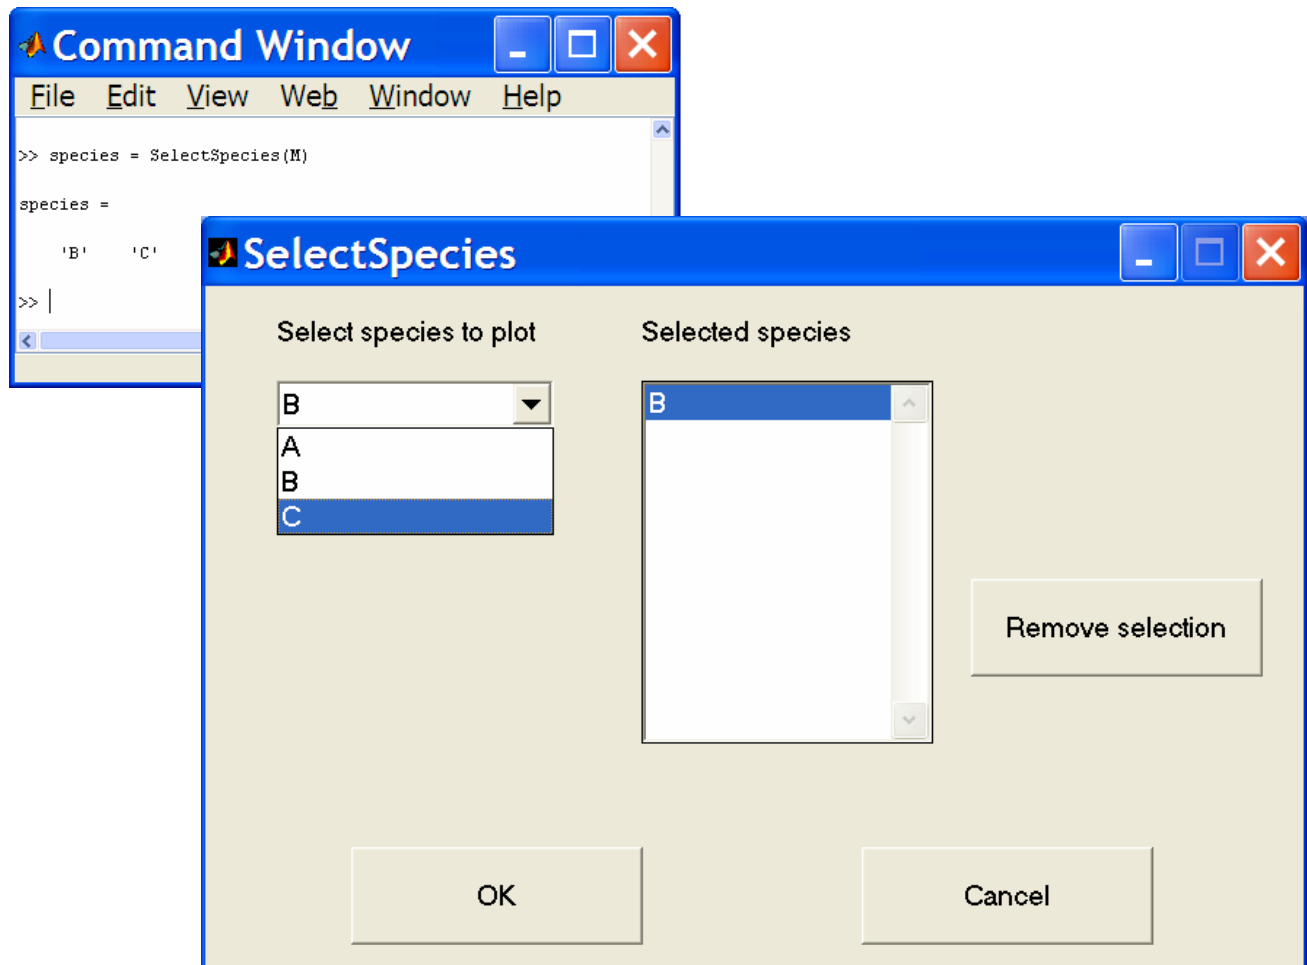 Command Window
File Edit View Web Window Help
>> species = SelectSpecies(M)
species =
'B' 'C'
>>
SelectSpecies
Select species to plot
Selected species
B
A
B
C
B
Remove selection
OK
Cancel